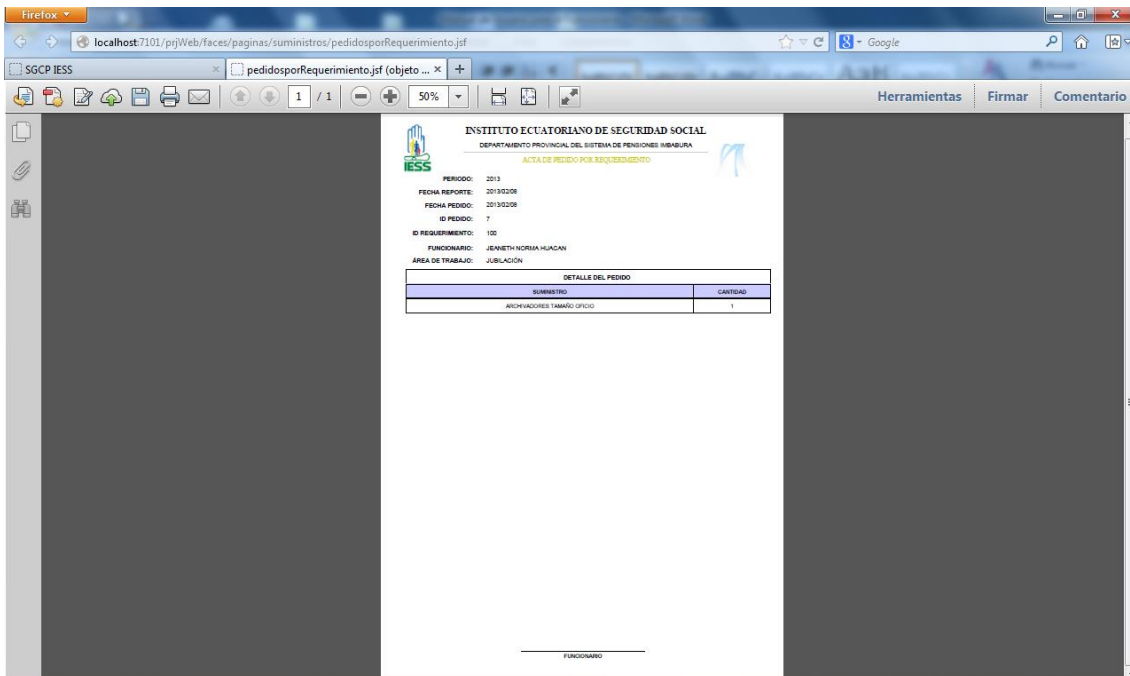 Firefox
localhost:7101/prjWeb/faces/paginas/suministros/pedidosporRequerimiento.jsf
Google
SGCP IESS
pedidosporRequerimiento.jsf (objeto ...
1 / 1
50%
Herramientas
Firmar
Comentario
INSTITUTO ECUATORIANO DE SEGURIDAD SOCIAL
DEPARTAMENTO PROVINCIAL DEL SISTEMA DE PENSIONES IMBABURA
ACTA DE PEDIDO POR REQUERIMIENTO
IESS
PERIODO: 2013
FECHA REPORTE: 2013/02/08
FECHA PEDIDO: 2013/02/08
ID PEDIDO: 7
ID REQUERIMIENTO: 100
FUNCIONARIO: JEANETH NORMA HUACAN
ÁREA DE TRABAJO: JUBILACIÓN
DETALLE DEL PEDIDO
SUMINISTRO CANTIDAD
ARCHIVADORES TAMAÑO OFICIO 1
FUNCIONARIO